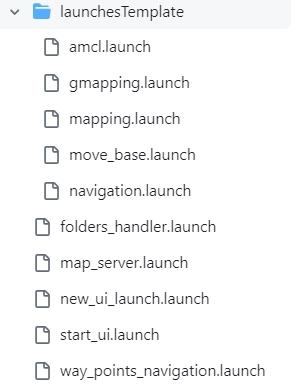 launchesTemplate
amcl.launch
gmapping.launch
mapping.launch
move_base.launch
navigation.launch
folders_handler.launch
map_server.launch
new_ui_launch.launch
start_ui.launch
way_points_navigation.launch